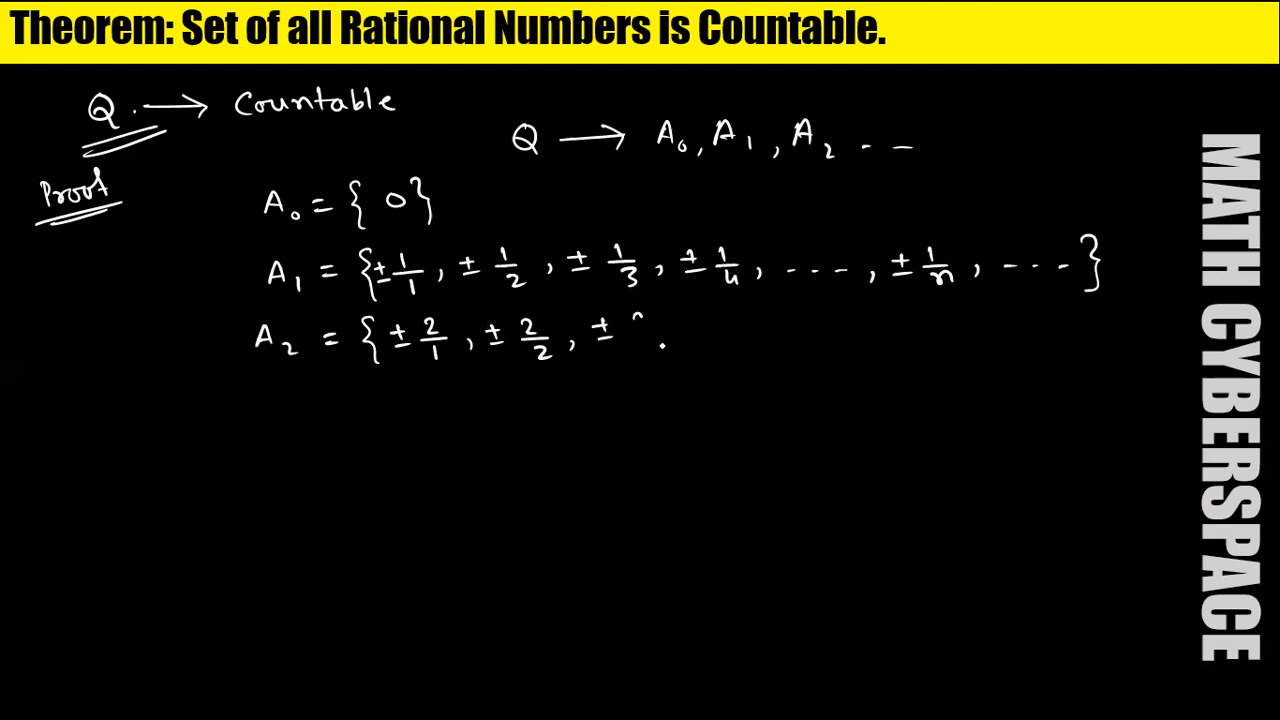 Theorem: Set of all Rational Numbers is Countable.
Q. → Countable
Q → A₀, A₁, A₂ . - —
Proof
A₀ = { 0 }
A₁ = { ± 1/1, ± 1/2, ± 1/3, ± 1/4, . - - -, ± 1/n, - - - - }
A₂ = { ± 2/1, ± 2/2, ±
MATH CYBERSPACE